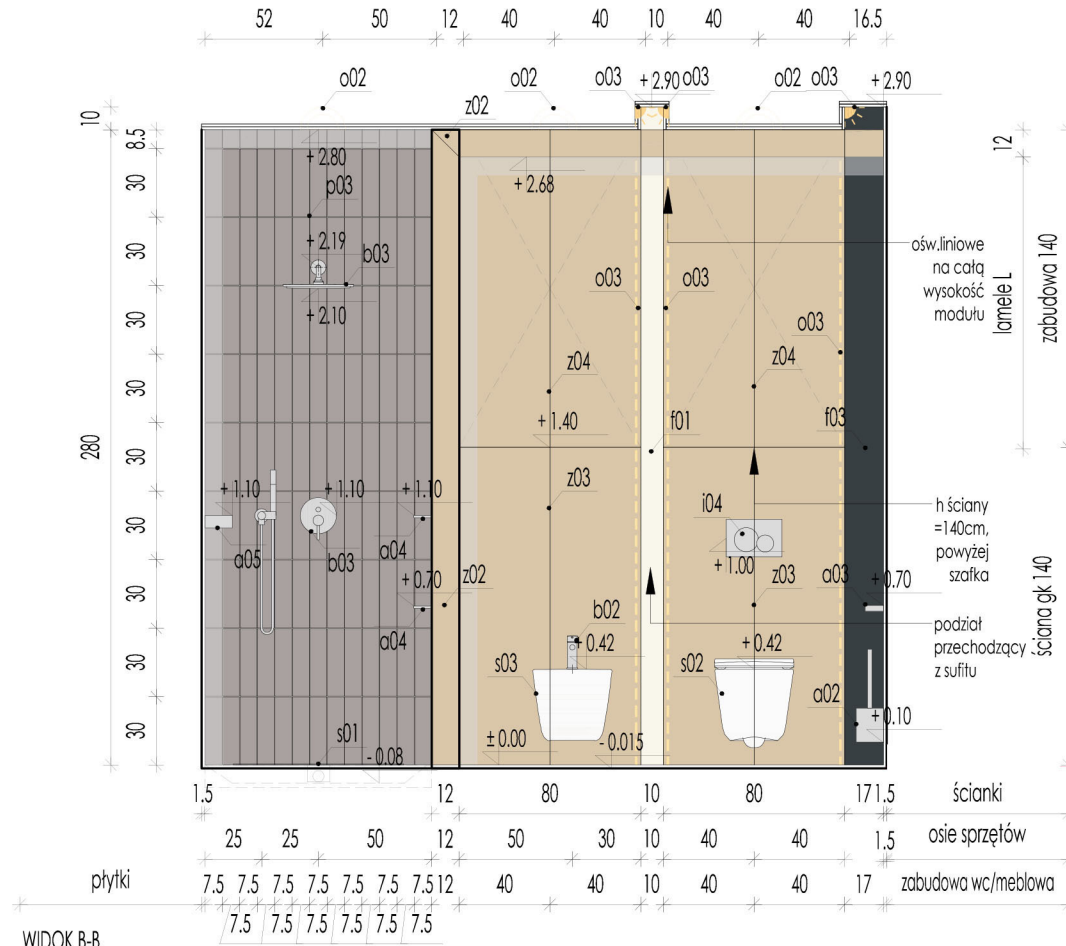 52 50 12 40 40 10 40 40 16.5
o02 o02 o03 + 2.90 o03 o02 o03 + 2.90
z02
10
8.5
12
+ 2.80
+ 2.68
30
p03
+ 2.19
b03
ośw.liniowe
na całą
wysokość
modułu
lamele L
zabudowa 140
30
+ 2.10
o03 o03
o03
30
z04 z04
30
+ 1.40
f01
f03
280
30
+ 1.10 + 1.10 + 1.10
z03
i04
h ściany
=140cm,
powyżej
szafka
30
a05 b03 a04
+ 1.00
+ 0.70
z02
z03
a03
+ 0.70
30
a04
b02
+ 0.42
+ 0.42
podział
przechodzący
z sufitu
ściana gk 140
30
s03
s02
a02
+ 0.10
30
s01
- 0.08
± 0.00
- 0.015
1.5 12 80 10 80 17 1.5 ścianki
25 25 50 12 50 30 10 40 40 1.5 osie sprzętów
płytki 7.5 7.5 7.5 7.5 7.5 7.5 7.5 12 40 40 10 40 40 17 zabudowa wc/meblowa
7.5 7.5 7.5 7.5 7.5 7.5
WIDOK B-B